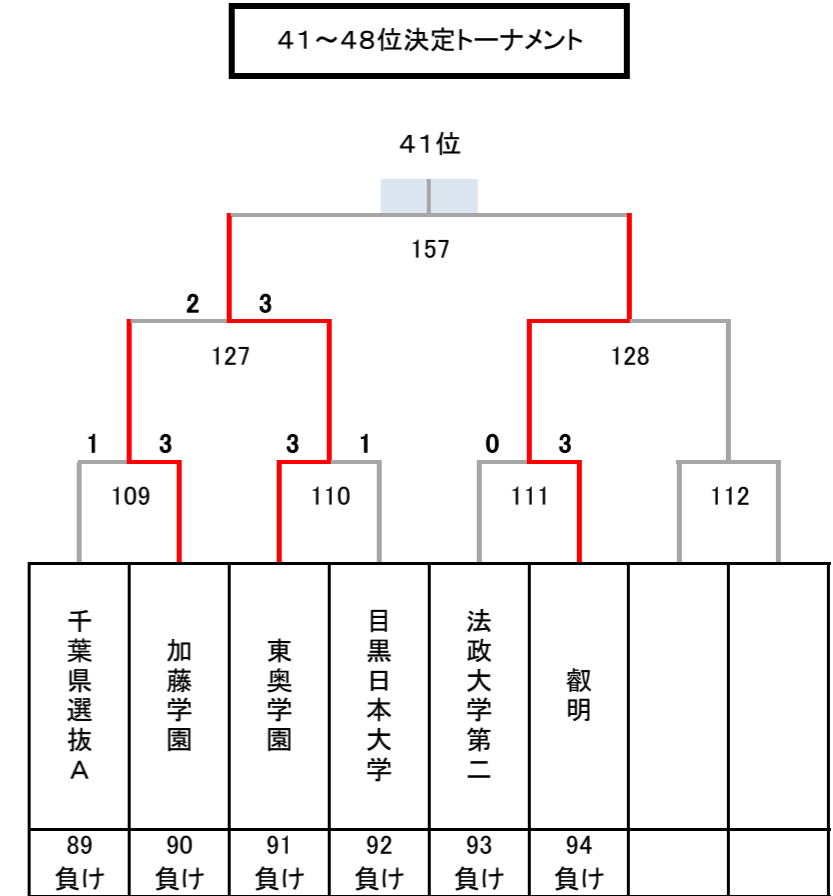 41～48位決定トーナメント
41位
157
2 3
127 128
1 3 3 1 0 3
109 110 111 112
千葉県選抜A
加藤学園
東奥学園
目黒日本大学
法政大学第二
叡明
89 90 91 92 93 94
負け 負け 負け 負け 負け 負け